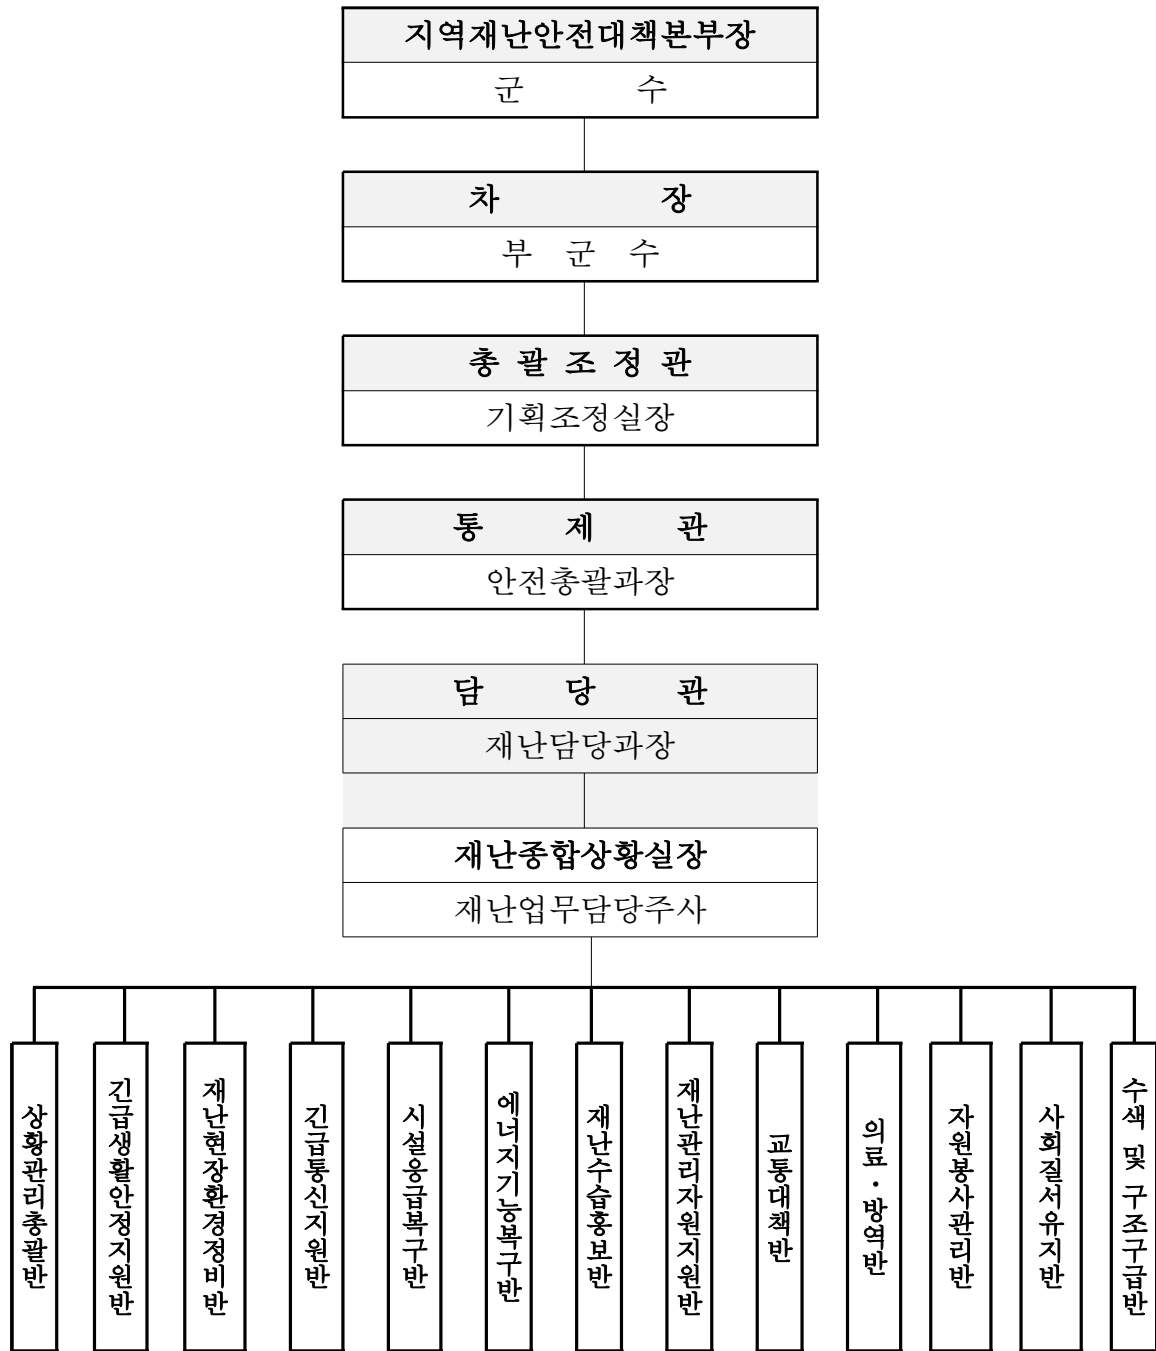 지역재난안전대책본부장
군 수
차 장
부 군 수
총 괄 조 정 관
기획조정실장
통 제 관
안전총괄과장
담 당 관
재난담당과장
재난종합상황실장
재난업무담당주사
상황관리총괄반
긴급생활안정지원반
재난현장환경정비반
긴급통신지원반
시설응급복구반
에너지기능복구반
재난수습홍보반
재난관리자원지원반
교통대책반
의료・방역반
자원봉사관리반
사회질서유지반
수색 및 구조구급반